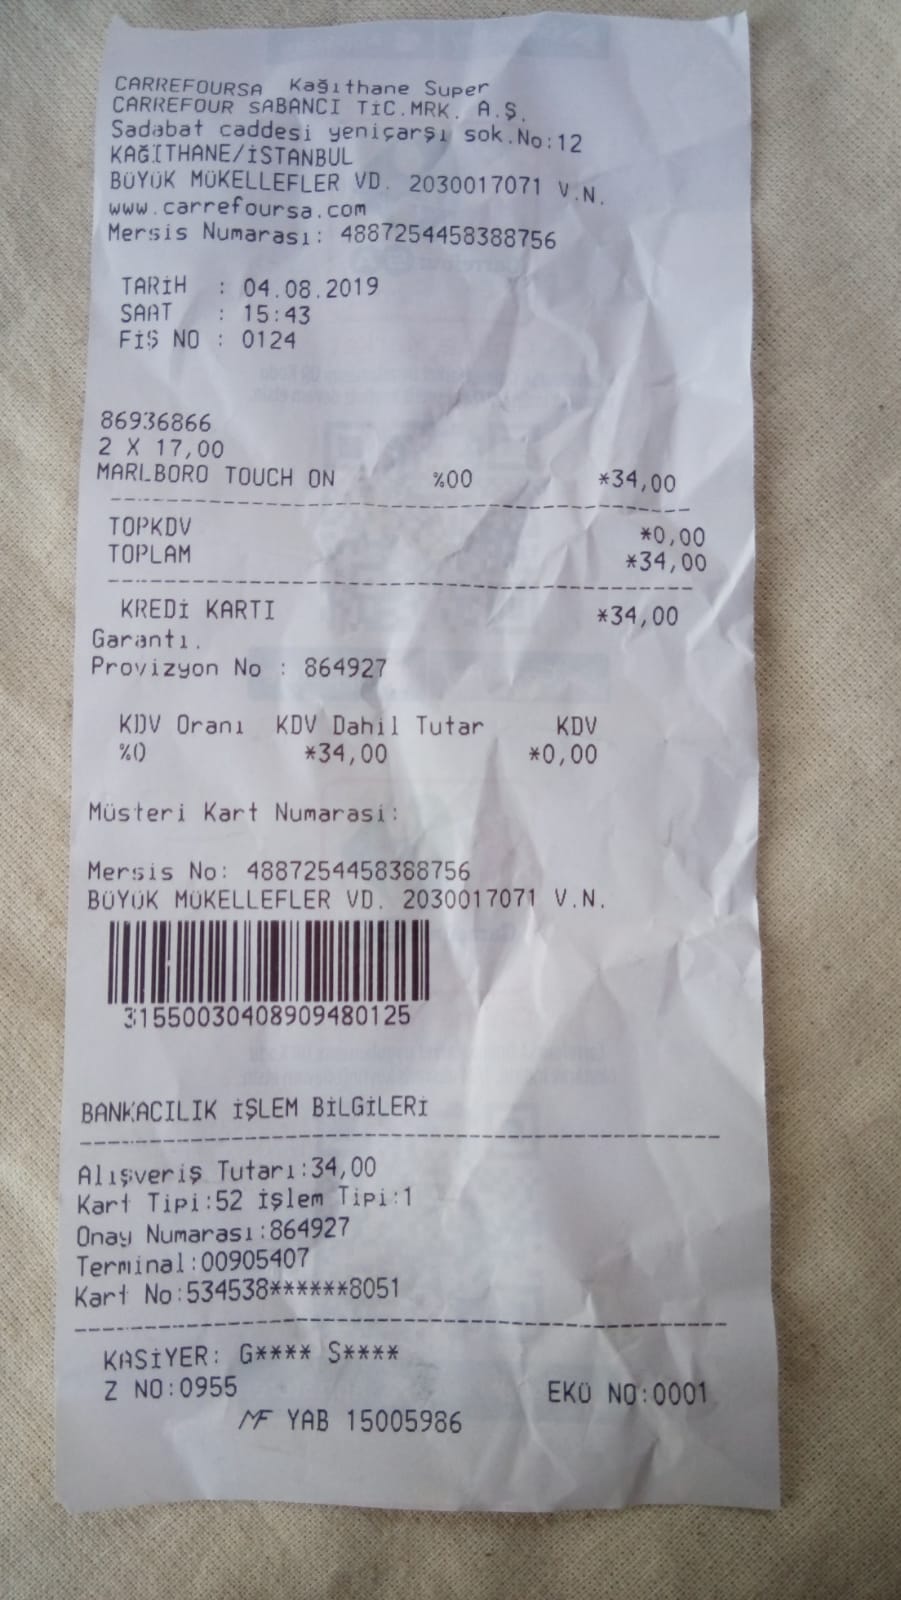 CARREFOURSA Kağıthane Super
CARREFOUR SABANCI TİC.MRK. A.Ş.
Sadabat caddesi yeniçarşı sok.No:12
KAĞITHANE/İSTANBUL
BÜYÜK MÜKELLEFLER VD. 2030017071 V.N.
www.carrefoursa.com
Mersis Numarası: 4887254458388756
TARİH : 04.08.2019
SAAT : 15:43
FİŞ NO : 0124
86936866
2 X 17,00
MARLBORO TOUCH ON %00 *34,00
TOPKDV *0,00
TOPLAM *34,00
KREDİ KARTI *34,00
Garantı.
Provizyon No : 864927
KDV Oranı KDV Dahil Tutar KDV
%0 *34,00 *0,00
Müşteri Kart Numarasi:
Mersis No: 4887254458388756
BÜYÜK MÜKELLEFLER VD. 2030017071 V.N.
31550030408909480125
BANKACILIK İŞLEM BİLGİLERİ
Alışveriş Tutarı:34,00
Kart Tipi:52 İşlem Tipi:1
Onay Numarası:864927
Terminal:00905407
Kart No:534538******8051
KASİYER: G**** S****
Z NO:0955 EKÜ NO:0001
MF YAB 15005986